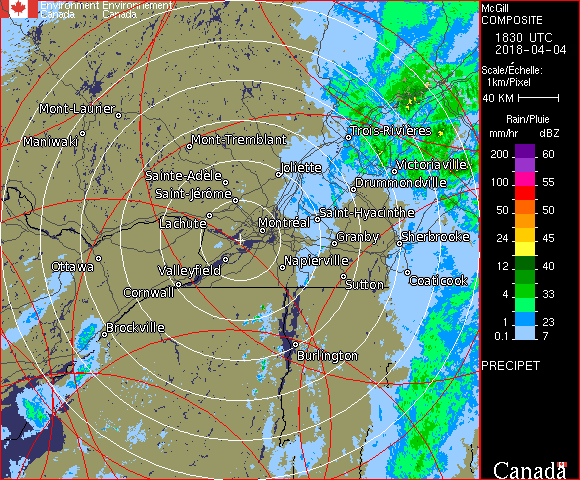 Environment Environnement
Canada Canada
McGill
COMPOSITE
1830 UTC
2018-04-04
Scale/Échelle:
1km/Pixel
40 KM
Rain/Pluie
mm/hr dBZ
200 60
100 55
50 50
24 45
12 40
4 33
1 23
0.1 7
PRECIPET
Canada
Mont-Laurier
Maniwaki
Mont-Tremblant
Trois-Rivières
Joliette
Victoriaville
Sainte-Adèle
Drummondville
Saint-Jérôme
Saint-Hyacinthe
Lachute
Montréal
Granby
Sherbrooke
Ottawa
Valleyfield
Napierville
Coaticook
Cornwall
Sutton
Brockville
Burlington